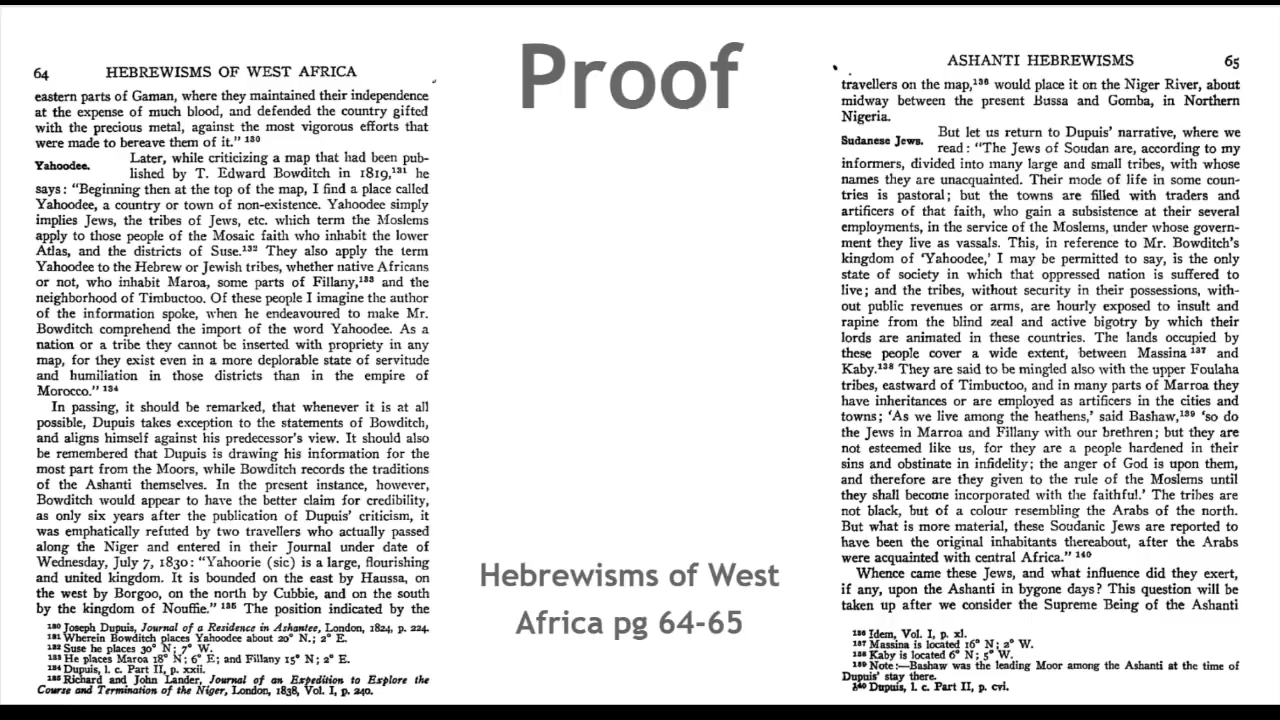 Proof
64 HEBREWISMS OF WEST AFRICA
eastern parts of Gaman, where they maintained their independence
at the expense of much blood, and defended the country gifted
with the precious metal, against the most vigorous efforts that
were made to bereave them of it." 130
Yahoodee. Later, while criticizing a map that had been pub-
lished by T. Edward Bowditch in 1819,131 he
says: "Beginning then at the top of the map, I find a place called
Yahoodee, a country or town of non-existence. Yahoodee simply
implies Jews, the tribes of Jews, etc. which term the Moslems
apply to those people of the Mosaic faith who inhabit the lower
Atlas, and the districts of Suse.132 They also apply the term
Yahoodee to the Hebrew or Jewish tribes, whether native Africans
or not, who inhabit Maroa, some parts of Fillany,133 and the
neighborhood of Timbuctoo. Of these people I imagine the author
of the information spoke, when he endeavoured to make Mr.
Bowditch comprehend the import of the word Yahoodee. As a
nation or a tribe they cannot be inserted with propriety in any
map, for they exist even in a more deplorable state of servitude
and humiliation in those districts than in the empire of
Morocco." 134
In passing, it should be remarked, that whenever it is at all
possible, Dupuis takes exception to the statements of Bowditch,
and aligns himself against his predecessor's view. It should also
be remembered that Dupuis is drawing his information for the
most part from the Moors, while Bowditch records the traditions
of the Ashanti themselves. In the present instance, however,
Bowditch would appear to have the better claim for credibility,
as only six years after the publication of Dupuis' criticism, it
was emphatically refuted by two travellers who actually passed
along the Niger and entered in their Journal under date of
Wednesday, July 7, 1830: "Yahoorie (sic) is a large, flourishing
and united kingdom. It is bounded on the east by Haussa, on
the west by Borgoo, on the north by Cubbie, and on the south
by the kingdom of Nouffie." 135 The position indicated by the
130 Joseph Dupuis, Journal of a Residence in Ashantee, London, 1824, p. 224.
131 Wherein Bowditch places Yahoodee about 20° N.; 2° E.
132 Suse he places 30° N; 7° W.
133 He places Maroa 18° N; 6° E; and Fillany 15° N; 2° E.
134 Dupuis, l. c. Part II, p. xxii.
135 Richard and John Lander, Journal of an Expedition to Explore the
Course and Termination of the Niger, London, 1838, Vol. I, p. 240.
Hebrewisms of West
Africa pg 64-65
ASHANTI HEBREWISMS 65
travellers on the map,136 would place it on the Niger River, about
midway between the present Bussa and Gomba, in Northern
Nigeria.
Sudanese Jews. But let us return to Dupuis' narrative, where we
read: "The Jews of Soudan are, according to my
informers, divided into many large and small tribes, with whose
names they are unacquainted. Their mode of life in some coun-
tries is pastoral; but the towns are filled with traders and
artificers of that faith, who gain a subsistence at their several
employments, in the service of the Moslems, under whose govern-
ment they live as vassals. This, in reference to Mr. Bowditch's
kingdom of 'Yahoodee,' I may be permitted to say, is the only
state of society in which that oppressed nation is suffered to
live; and the tribes, without security in their possessions, with-
out public revenues or arms, are hourly exposed to insult and
rapine from the blind zeal and active bigotry by which their
lords are animated in these countries. The lands occupied by
these people cover a wide extent, between Massina 137 and
Kaby.138 They are said to be mingled also with the upper Foulaha
tribes, eastward of Timbuctoo, and in many parts of Marroa they
have inheritances or are employed as artificers in the cities and
towns; 'As we live among the heathens,' said Bashaw,139 'so do
the Jews in Marroa and Fillany with our brethren; but they are
not esteemed like us, for they are a people hardened in their
sins and obstinate in infidelity; the anger of God is upon them,
and therefore are they given to the rule of the Moslems until
they shall become incorporated with the faithful.' The tribes are
not black, but of a colour resembling the Arabs of the north.
But what is more material, these Soudanic Jews are reported to
have been the original inhabitants thereabout, after the Arabs
were acquainted with central Africa." 140
Whence came these Jews, and what influence did they exert,
if any, upon the Ashanti in bygone days? This question will be
taken up after we consider the Supreme Being of the Ashanti
136 Idem, Vol. I, p. xl.
137 Massina is located 16° N; 2° W.
138 Kaby is located 6° N; 5° W.
139 Note:—Bashaw was the leading Moor among the Ashanti at the time of
Dupuis' stay there.
140 Dupuis, l. c. Part II, p. cvi.